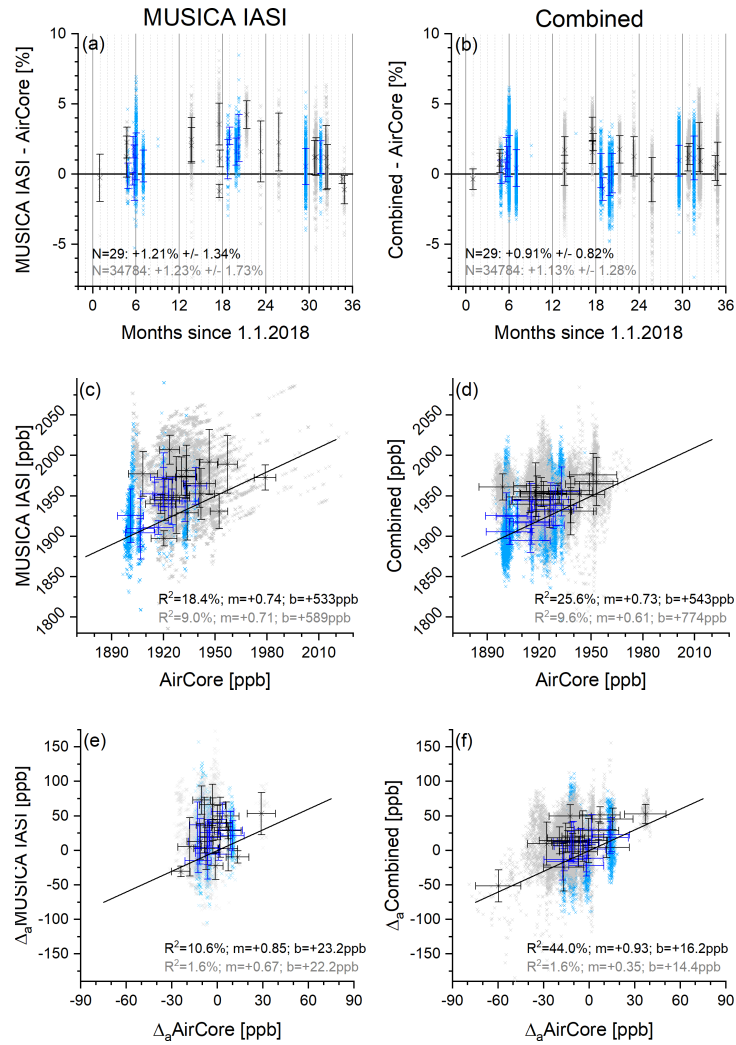 MUSICA IASI
Combined
(a)
10
5
0
-5
MUSICA IASI - AirCore [%]
N=29: +1.21% +/- 1.34%
N=34784: +1.23% +/- 1.73%
0 6 12 18 24 30 36
Months since 1.1.2018
(b)
10
5
0
-5
Combined - AirCore [%]
N=29: +0.91% +/- 0.82%
N=34784: +1.13% +/- 1.28%
0 6 12 18 24 30 36
Months since 1.1.2018
(c)
2050
2000
1950
1900
1850
1800
MUSICA IASI [ppb]
R²=18.4%; m=+0.74; b=+533ppb
R²=9.0%; m=+0.71; b=+589ppb
1890 1920 1950 1980 2010
AirCore [ppb]
(d)
2050
2000
1950
1900
1850
1800
Combined [ppb]
R²=25.6%; m=+0.73; b=+543ppb
R²=9.6%; m=+0.61; b=+774ppb
1890 1920 1950 1980 2010
AirCore [ppb]
(e)
150
100
50
0
-50
-100
-150
ΔₐMUSICA IASI [ppb]
R²=10.6%; m=+0.85; b=+23.2ppb
R²=1.6%; m=+0.67; b=+22.2ppb
-90 -60 -30 0 30 60 90
ΔₐAirCore [ppb]
(f)
150
100
50
0
-50
-100
-150
ΔₐCombined [ppb]
R²=44.0%; m=+0.93; b=+16.2ppb
R²=1.6%; m=+0.35; b=+14.4ppb
-90 -60 -30 0 30 60 90
ΔₐAirCore [ppb]